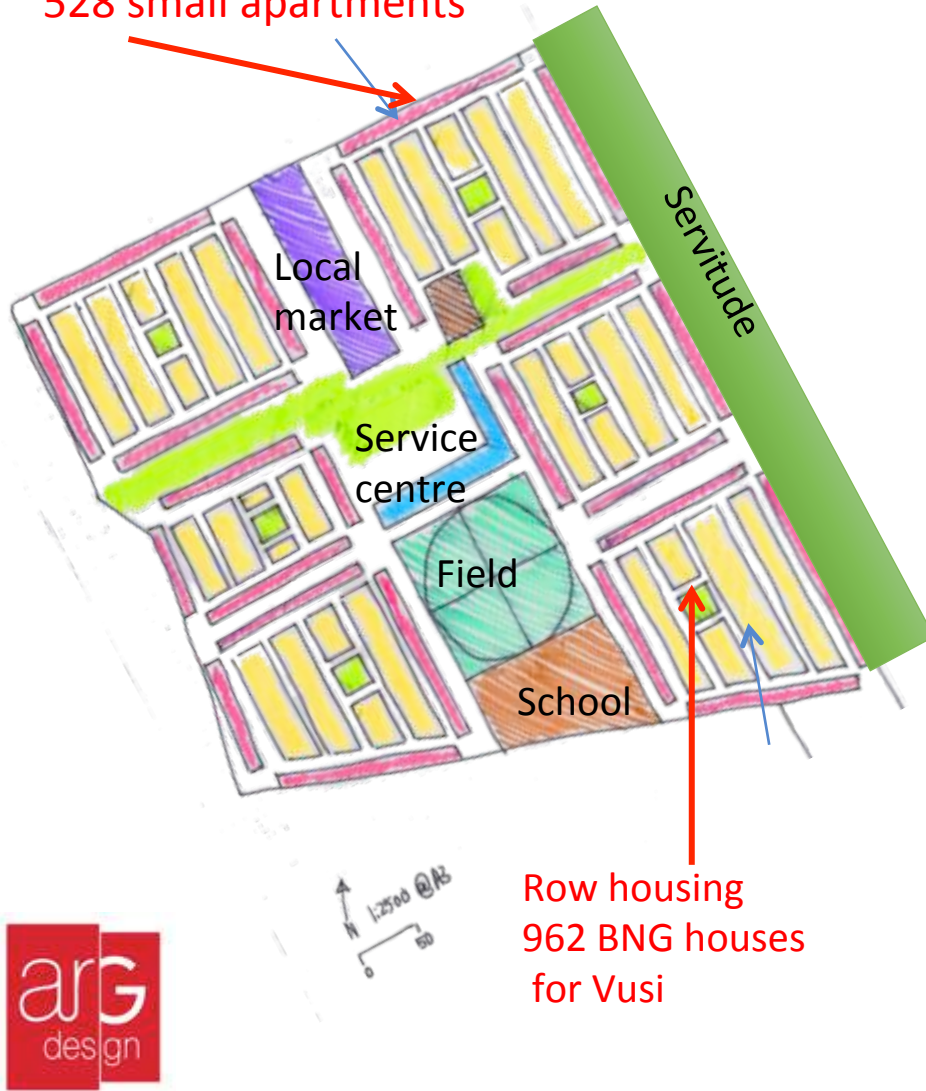 528 small apartments
Servitude
Local
market
Service
centre
Field
School
1:2500 @ A3
N
0
50
Row housing
962 BNG houses
for Vusi
arG
design